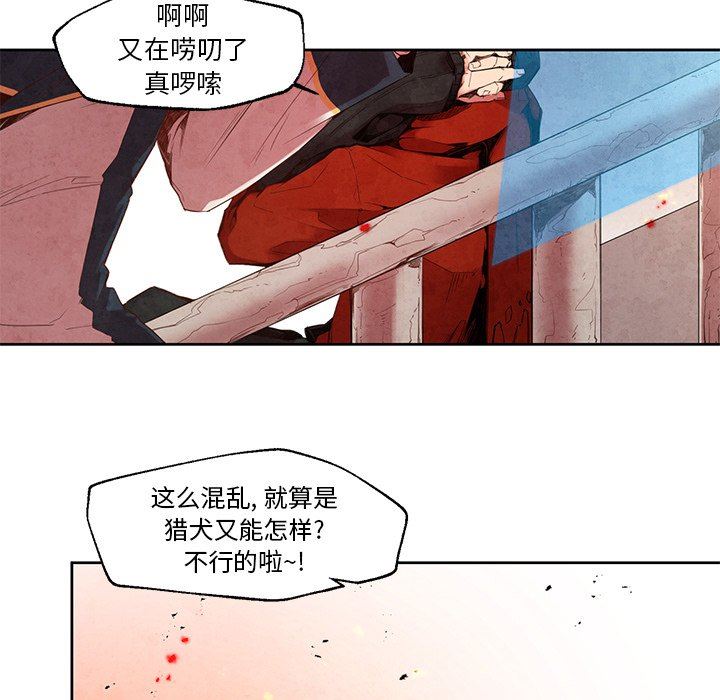 啊啊
又在唠叨了
真啰嗦
这么混乱, 就算是
猎犬又能怎样?
不行的啦~!